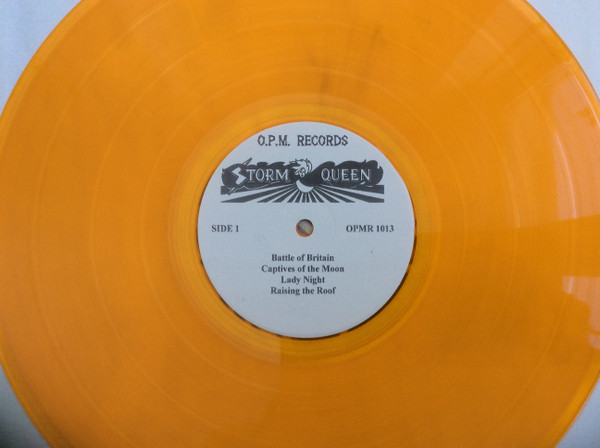 O.P.M. RECORDS
STORM QUEEN
SIDE 1 OPMR 1013
Battle of Britain
Captives of the Moon
Lady Night
Raising the Roof